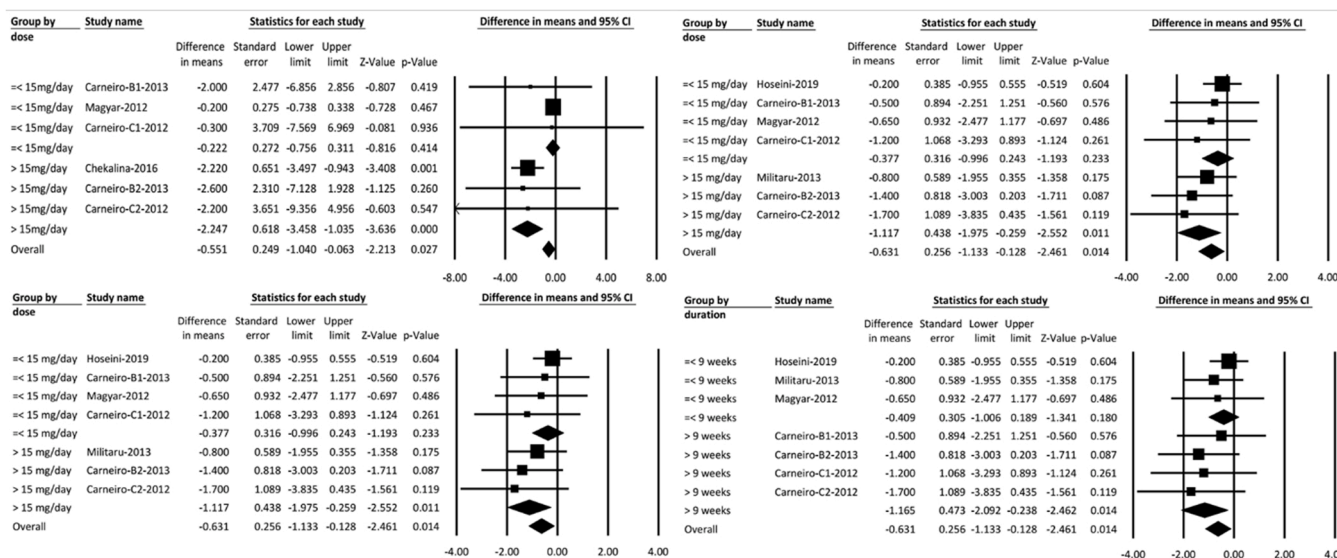 Group by Study name Statistics for each study Difference in means and 95% CI
dose
Difference Standard Lower Upper
in means error limit limit Z-Value p-Value
=< 15mg/day Carneiro-B1-2013 -2.000 2.477 -6.856 2.856 -0.807 0.419
=< 15mg/day Magyar-2012 -0.200 0.275 -0.738 0.338 -0.728 0.467
=< 15mg/day Carneiro-C1-2012 -0.300 3.709 -7.569 6.969 -0.081 0.936
=< 15mg/day -0.222 0.272 -0.756 0.311 -0.816 0.414
> 15mg/day Chekalina-2016 -2.220 0.651 -3.497 -0.943 -3.408 0.001
> 15mg/day Carneiro-B2-2013 -2.600 2.310 -7.128 1.928 -1.125 0.260
> 15mg/day Carneiro-C2-2012 -2.200 3.651 -9.356 4.956 -0.603 0.547
> 15mg/day -2.247 0.618 -3.458 -1.035 -3.636 0.000
Overall -0.551 0.249 -1.040 -0.063 -2.213 0.027
-8.00 -4.00 0.00 4.00 8.00
Group by Study name Statistics for each study Difference in means and 95% CI
dose
Difference Standard Lower Upper
in means error limit limit Z-Value p-Value
=< 15 mg/day Hoseini-2019 -0.200 0.385 -0.955 0.555 -0.519 0.604
=< 15 mg/day Carneiro-B1-2013 -0.500 0.894 -2.251 1.251 -0.560 0.576
=< 15 mg/day Magyar-2012 -0.650 0.932 -2.477 1.177 -0.697 0.486
=< 15 mg/day Carneiro-C1-2012 -1.200 1.068 -3.293 0.893 -1.124 0.261
=< 15 mg/day -0.377 0.316 -0.996 0.243 -1.193 0.233
> 15 mg/day Militaru-2013 -0.800 0.589 -1.955 0.355 -1.358 0.175
> 15 mg/day Carneiro-B2-2013 -1.400 0.818 -3.003 0.203 -1.711 0.087
> 15 mg/day Carneiro-C2-2012 -1.700 1.089 -3.835 0.435 -1.561 0.119
> 15 mg/day -1.117 0.438 -1.975 -0.259 -2.552 0.011
Overall -0.631 0.256 -1.133 -0.128 -2.461 0.014
-4.00 -2.00 0.00 2.00 4.00
Group by Study name Statistics for each study Difference in means and 95% CI
dose
Difference Standard Lower Upper
in means error limit limit Z-Value p-Value
=< 15 mg/day Hoseini-2019 -0.200 0.385 -0.955 0.555 -0.519 0.604
=< 15 mg/day Carneiro-B1-2013 -0.500 0.894 -2.251 1.251 -0.560 0.576
=< 15 mg/day Magyar-2012 -0.650 0.932 -2.477 1.177 -0.697 0.486
=< 15 mg/day Carneiro-C1-2012 -1.200 1.068 -3.293 0.893 -1.124 0.261
=< 15 mg/day -0.377 0.316 -0.996 0.243 -1.193 0.233
> 15 mg/day Militaru-2013 -0.800 0.589 -1.955 0.355 -1.358 0.175
> 15 mg/day Carneiro-B2-2013 -1.400 0.818 -3.003 0.203 -1.711 0.087
> 15 mg/day Carneiro-C2-2012 -1.700 1.089 -3.835 0.435 -1.561 0.119
> 15 mg/day -1.117 0.438 -1.975 -0.259 -2.552 0.011
Overall -0.631 0.256 -1.133 -0.128 -2.461 0.014
-4.00 -2.00 0.00 2.00 4.00
Group by Study name Statistics for each study Difference in means and 95% CI
duration
Difference Standard Lower Upper
in means error limit limit Z-Value p-Value
=< 9 weeks Hoseini-2019 -0.200 0.385 -0.955 0.555 -0.519 0.604
=< 9 weeks Militaru-2013 -0.800 0.589 -1.955 0.355 -1.358 0.175
=< 9 weeks Magyar-2012 -0.650 0.932 -2.477 1.177 -0.697 0.486
=< 9 weeks -0.409 0.305 -1.006 0.189 -1.341 0.180
> 9 weeks Carneiro-B1-2013 -0.500 0.894 -2.251 1.251 -0.560 0.576
> 9 weeks Carneiro-B2-2013 -1.400 0.818 -3.003 0.203 -1.711 0.087
> 9 weeks Carneiro-C1-2012 -1.200 1.068 -3.293 0.893 -1.124 0.261
> 9 weeks Carneiro-C2-2012 -1.700 1.089 -3.835 0.435 -1.561 0.119
> 9 weeks -1.165 0.473 -2.092 -0.238 -2.462 0.014
Overall -0.631 0.256 -1.133 -0.128 -2.461 0.014
-4.00 -2.00 0.00 2.00 4.00